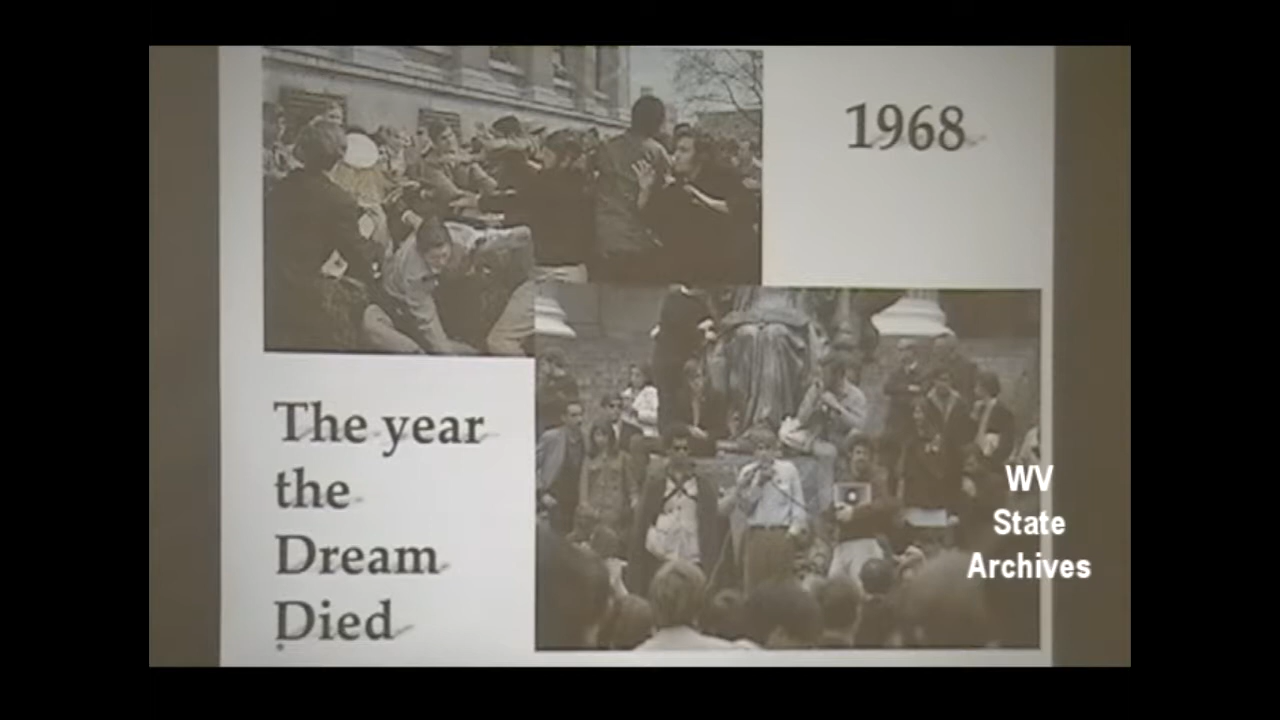 1968
The year
the
Dream
Died
WV
State
Archives